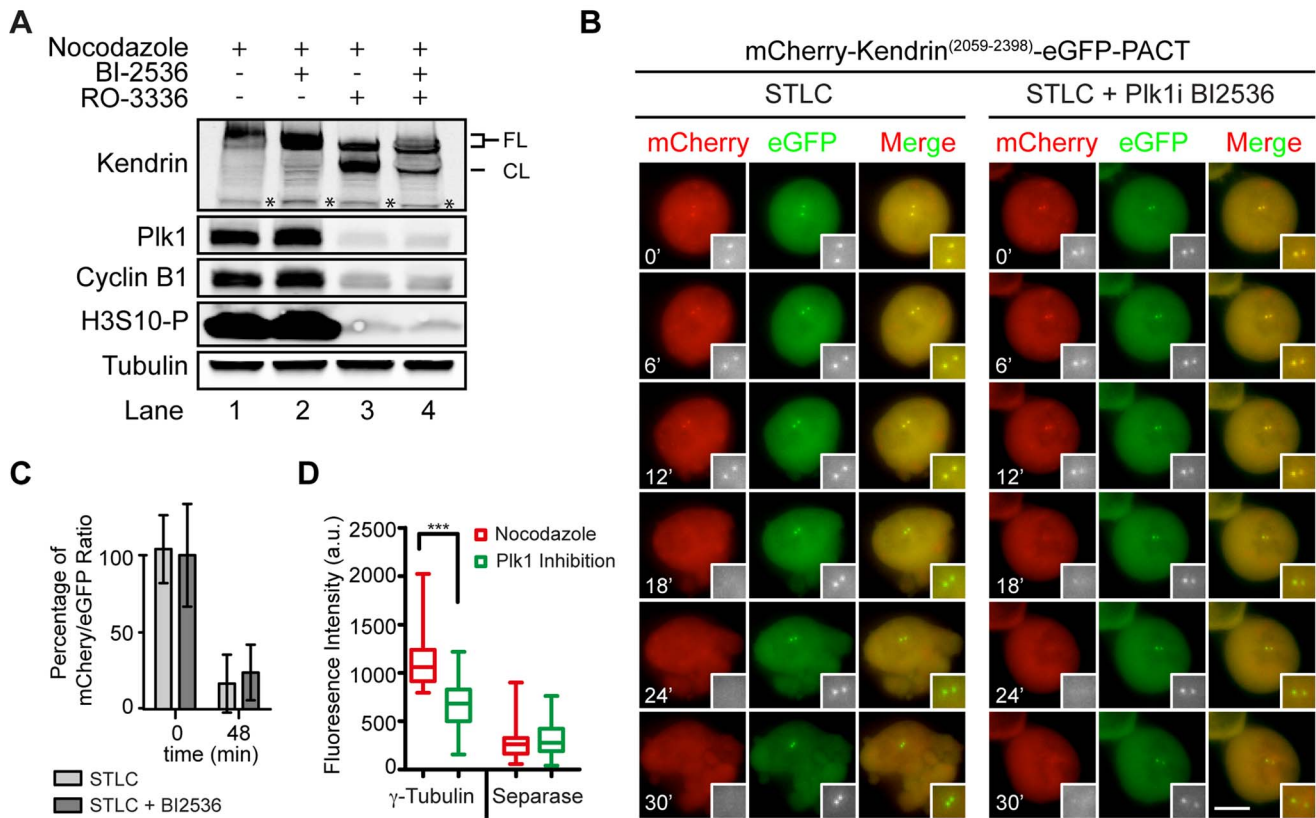 A
Nocodazole + + + +
BI-2536 - + - +
RO-3336 - - + +
Kendrin
FL
CL
* * * *
Plk1
Cyclin B1
H3S10-P
Tubulin
Lane 1 2 3 4
B
mCherry-Kendrin(2059-2398)-eGFP-PACT
STLC
STLC + Plk1i BI2536
mCherry eGFP Merge
mCherry eGFP Merge
0' 0'
6' 6'
12' 12'
18' 18'
24' 24'
30' 30'
C
Percentage of
mChery/eGFP Ratio
100
50
0
0 48
time (min)
STLC
STLC + BI2536
D
Fluorescence Intensity (a.u.)
2500
2000
1500
1000
500
0
***
Nocodazole
Plk1 Inhibition
γ-Tubulin Separase